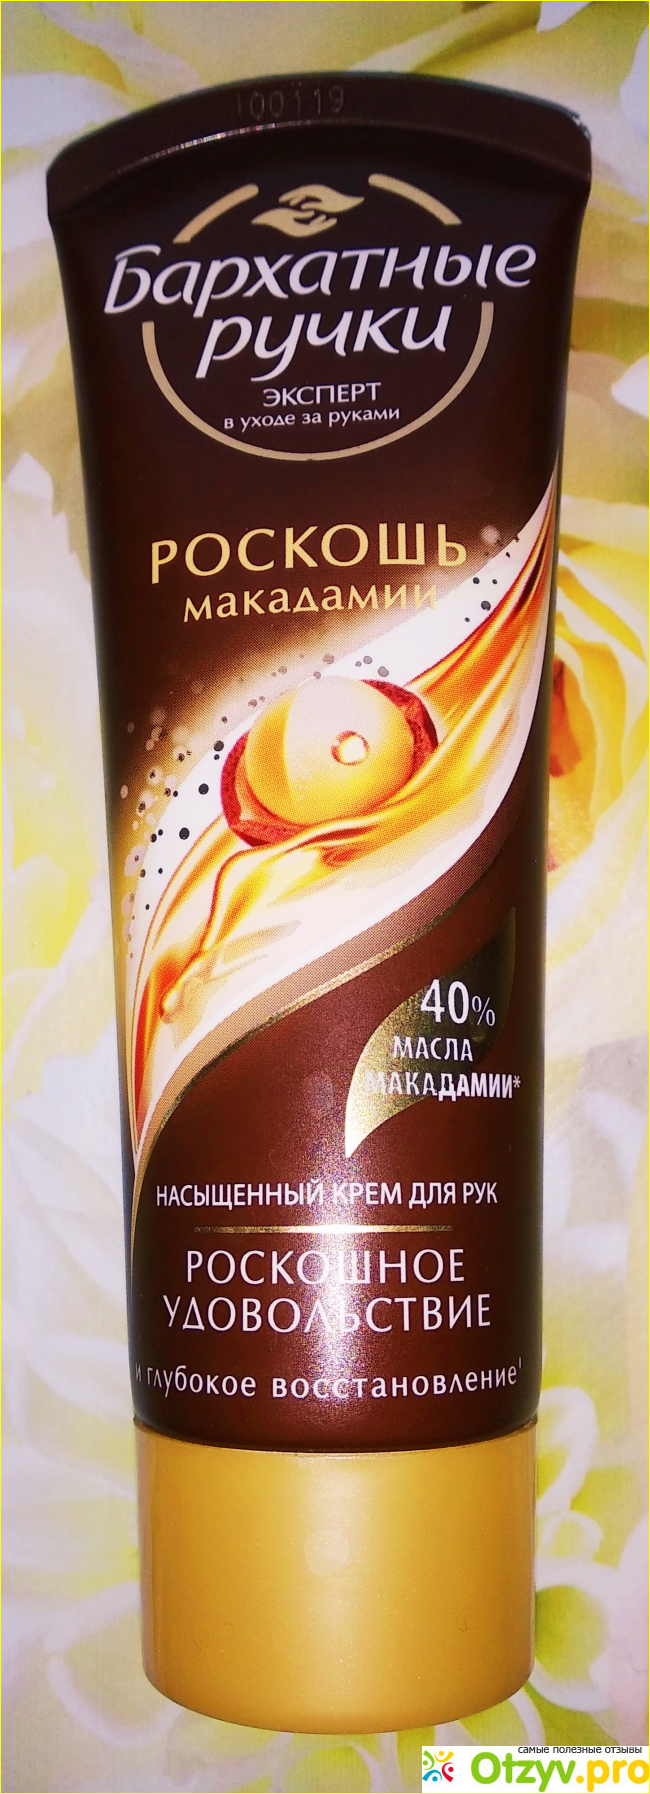 100119
Бархатные
ручки
ЭКСПЕРТ
в уходе за руками
РОСКОШЬ
макадамии
40%
МАСЛА
МАКАДАМИИ*
НАСЫЩЕННЫЙ КРЕМ ДЛЯ РУК
РОСКОШНОЕ
УДОВОЛЬСТВИЕ
и глубокое восстановление¹
самые полезные отзывы
Otzyv.pro